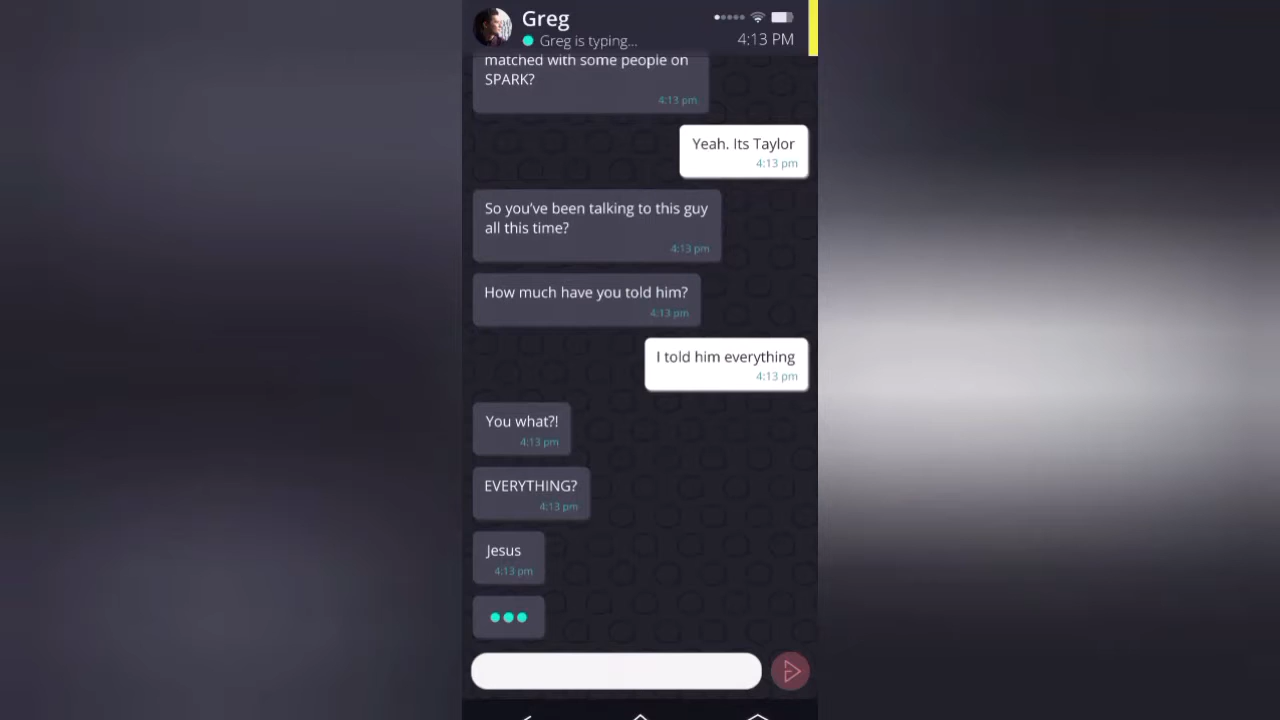 Greg
Greg is typing...
4:13 PM
matched with some people on
SPARK?
4:13 pm
Yeah. Its Taylor
4:13 pm
So you've been talking to this guy
all this time?
4:13 pm
How much have you told him?
4:13 pm
I told him everything
4:13 pm
You what?!
4:13 pm
EVERYTHING?
4:13 pm
Jesus
4:13 pm